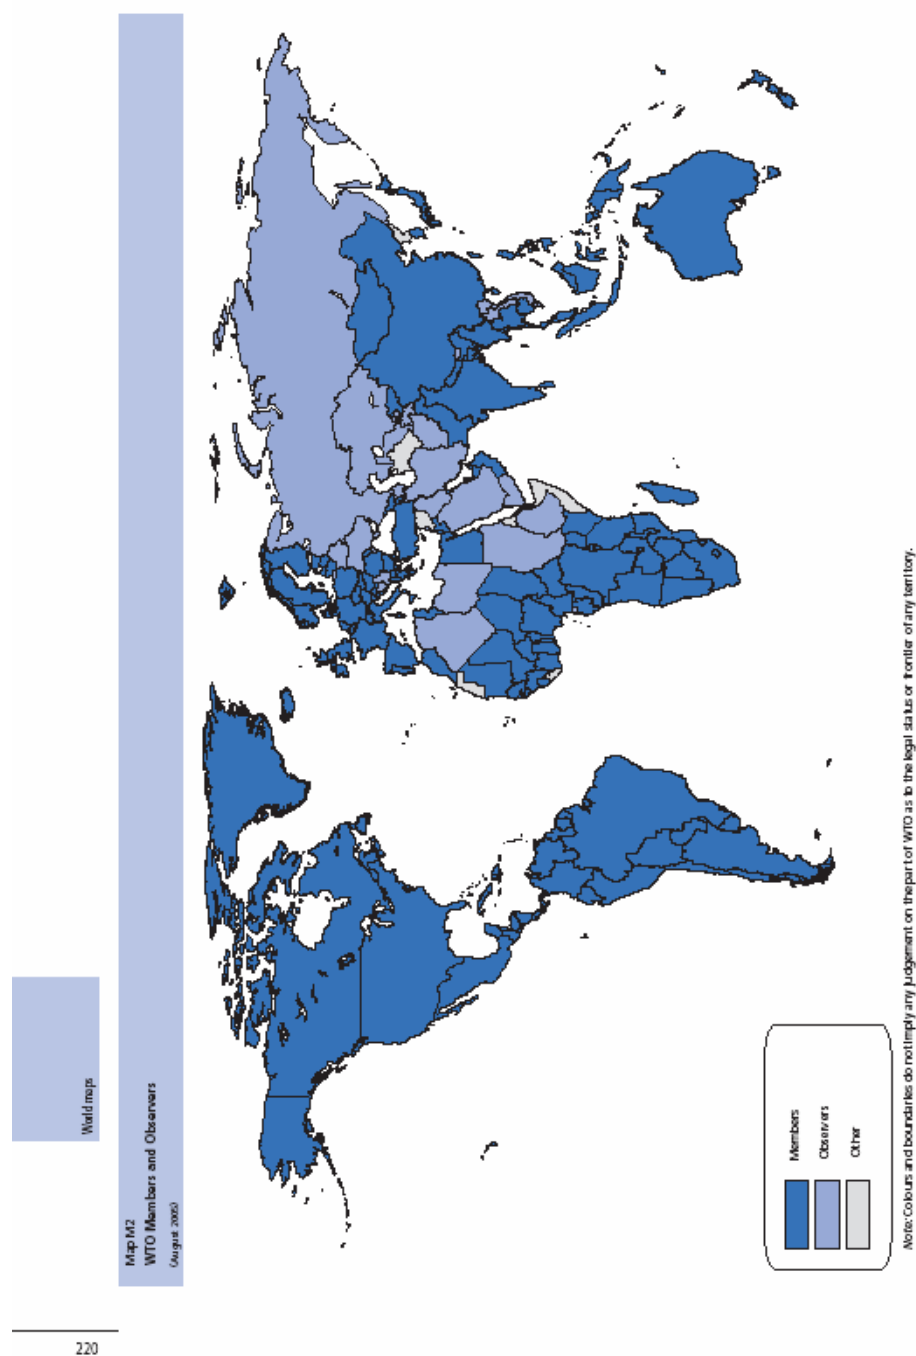 World maps
Map M2
WTO Members and Observers
(August 2005)
Members
Observers
Other
Note: Colours and boundaries do not imply any judgement on the part of WTO as to the legal status or frontier of any territory.
220